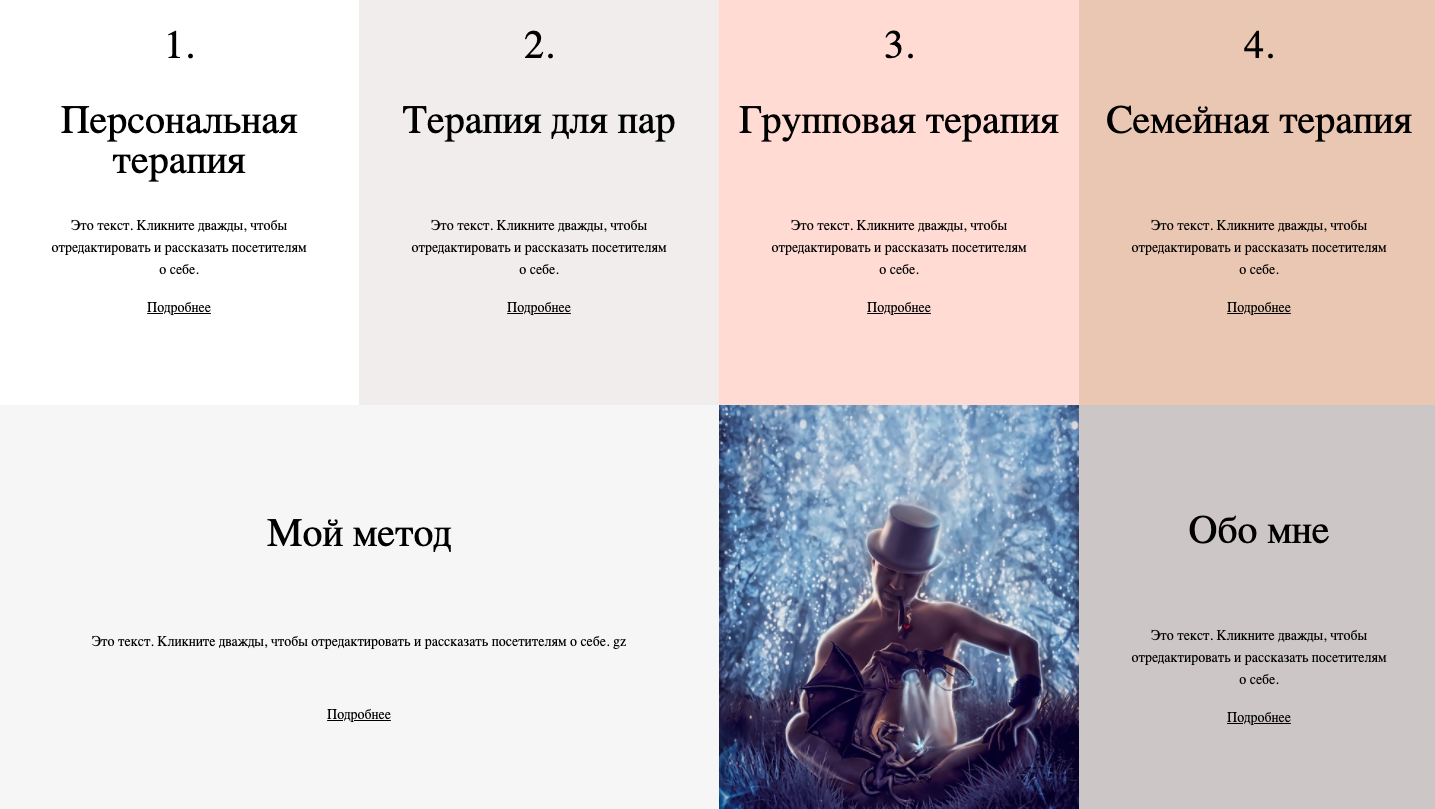 1.
Персональная
терапия
Это текст. Кликните дважды, чтобы
отредактировать и рассказать посетителям
о себе.
Подробнее
2.
Терапия для пар
Это текст. Кликните дважды, чтобы
отредактировать и рассказать посетителям
о себе.
Подробнее
3.
Групповая терапия
Это текст. Кликните дважды, чтобы
отредактировать и рассказать посетителям
о себе.
Подробнее
4.
Семейная терапия
Это текст. Кликните дважды, чтобы
отредактировать и рассказать посетителям
о себе.
Подробнее
Мой метод
Это текст. Кликните дважды, чтобы отредактировать и рассказать посетителям о себе. gz
Подробнее
Обо мне
Это текст. Кликните дважды, чтобы
отредактировать и рассказать посетителям
о себе.
Подробнее